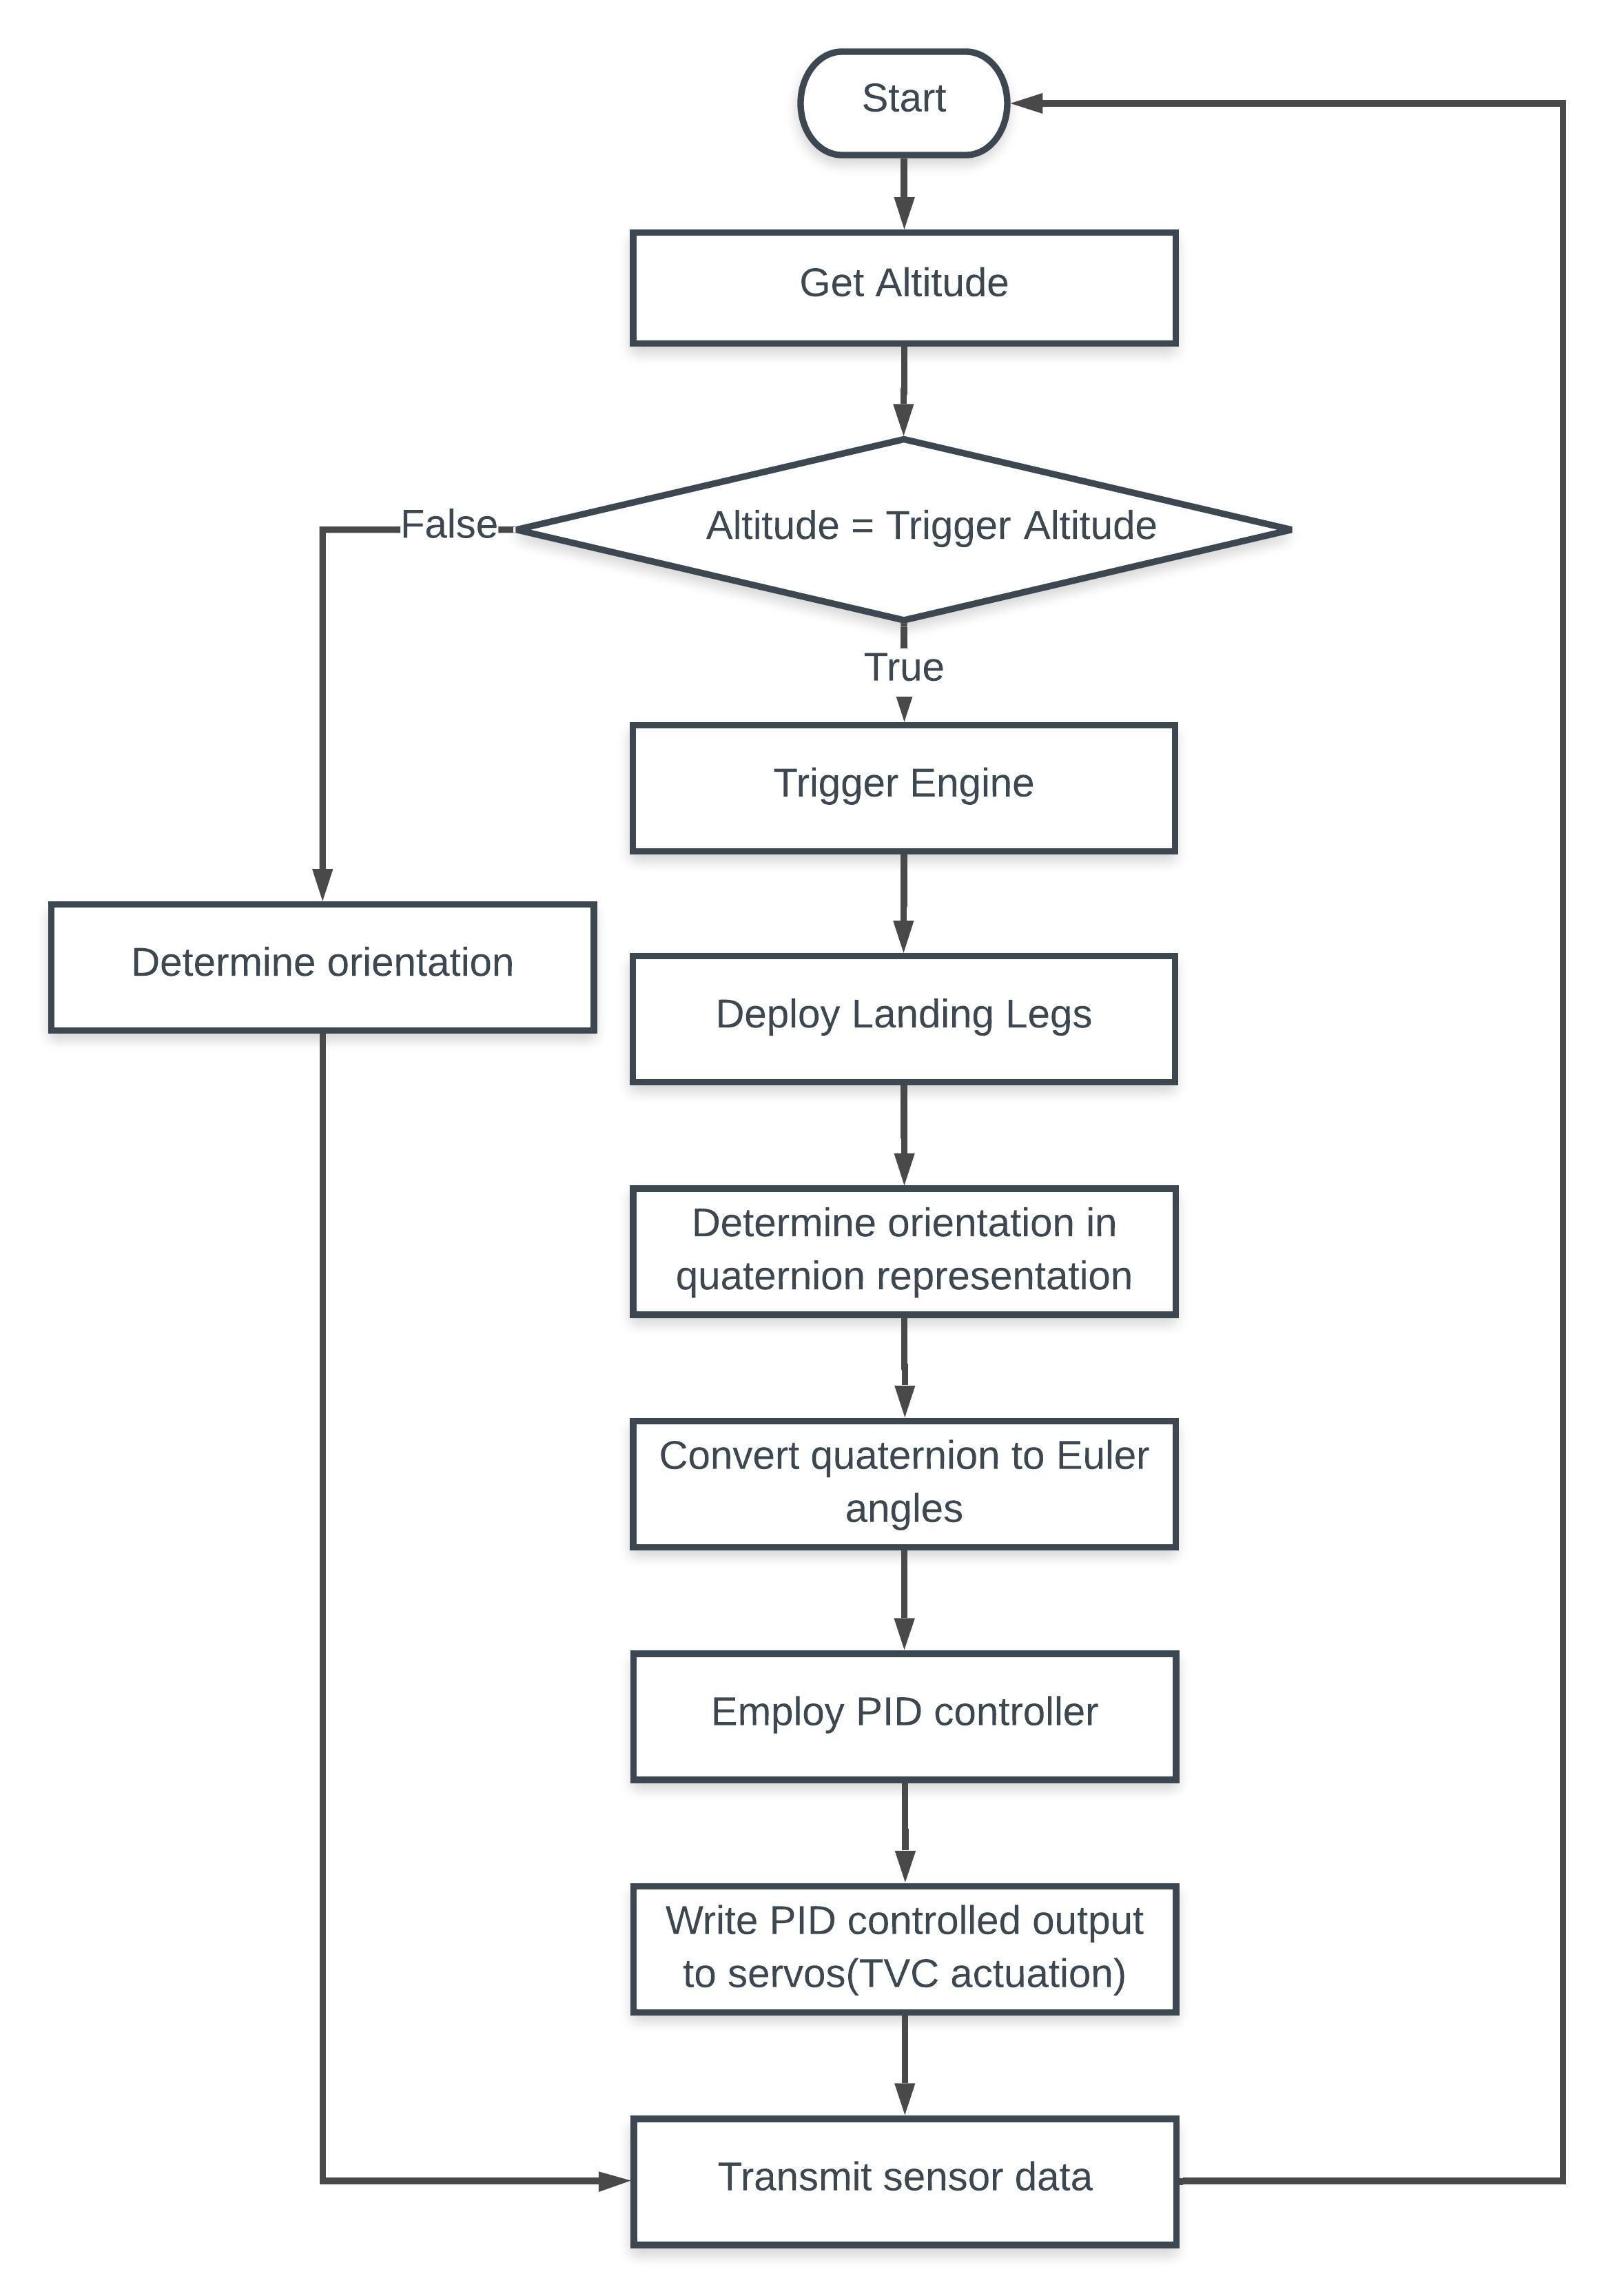 Start
Get Altitude
Altitude = Trigger Altitude
False
True
Trigger Engine
Determine orientation
Deploy Landing Legs
Determine orientation in
quaternion representation
Convert quaternion to Euler
angles
Employ PID controller
Write PID controlled output
to servos(TVC actuation)
Transmit sensor data